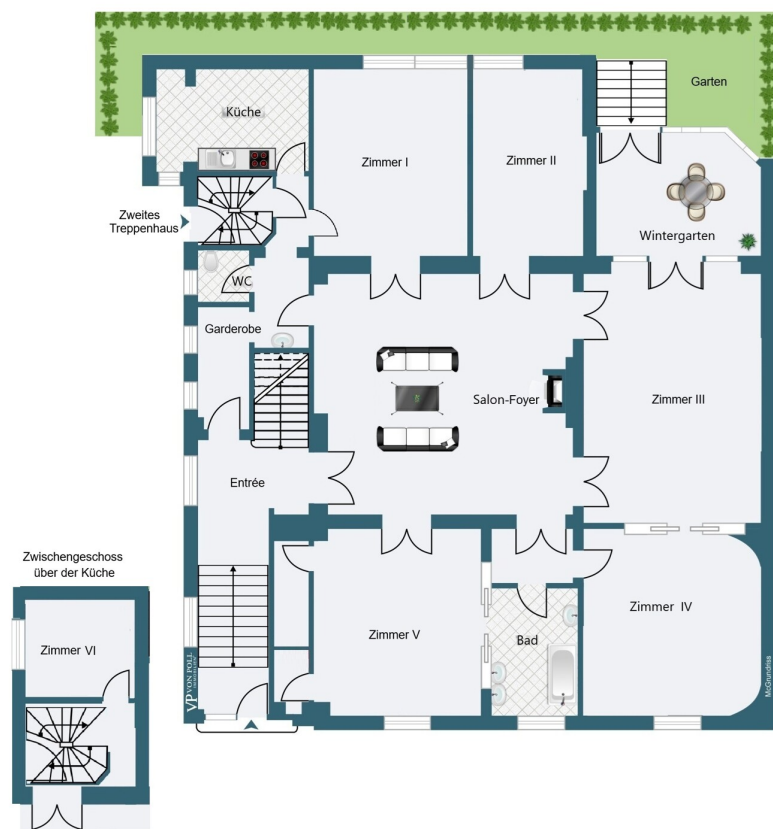 Garten
Küche
Zimmer I
Zimmer II
Zweites
Treppenhaus
Wintergarten
WC
Garderobe
Salon-Foyer
Zimmer III
Entrée
Zwischengeschoss
über der Küche
Zimmer VI
Zimmer V
Bad
Zimmer IV
VP VON POLL
McGrundriss